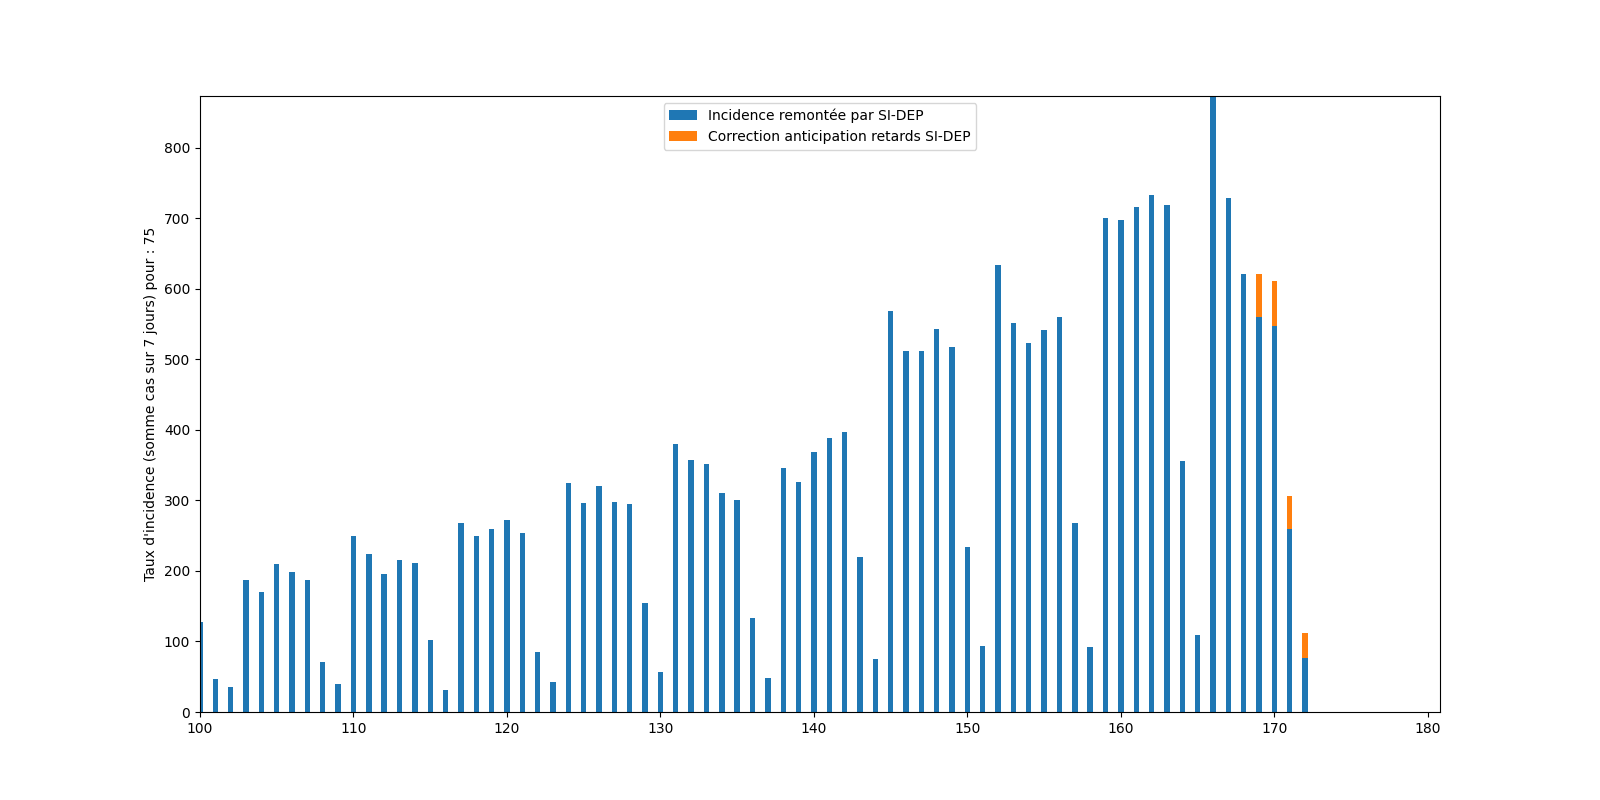 Incidence remontée par SI-DEP
Correction anticipation retards SI-DEP
Taux d'incidence (somme cas sur 7 jours) pour : 75
800
700
600
500
400
300
200
100
0
100 110 120 130 140 150 160 170 180